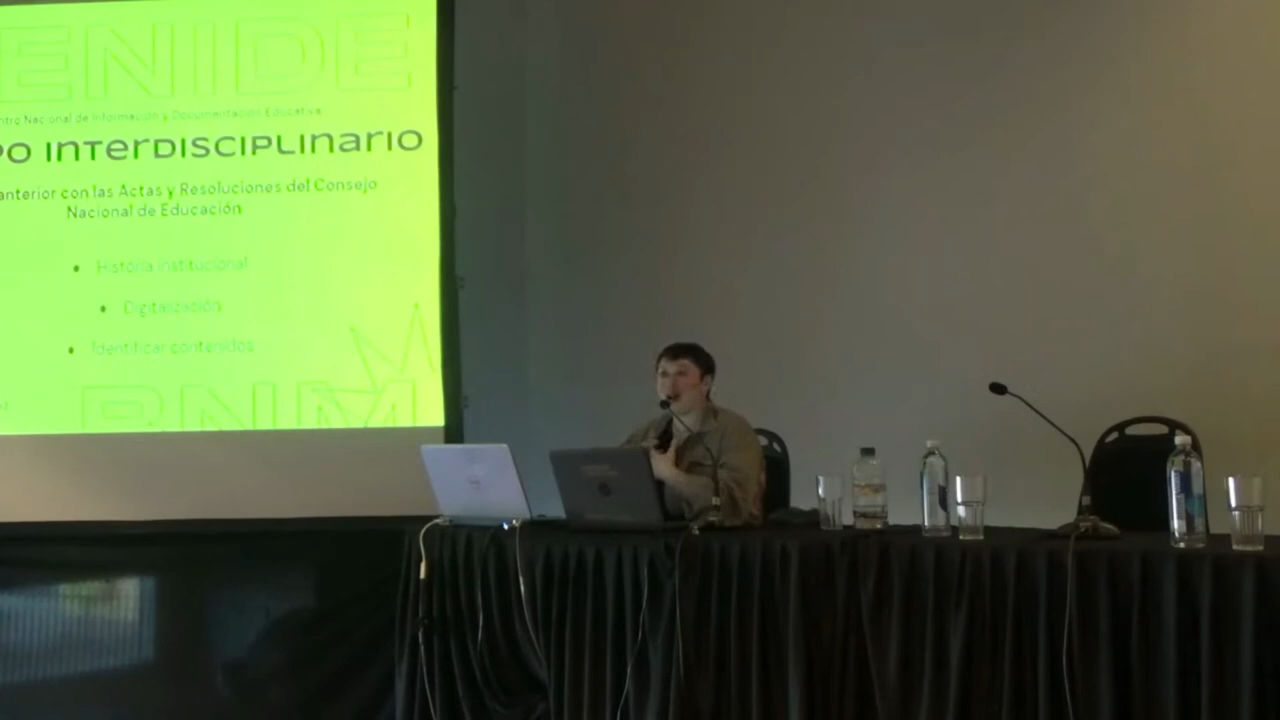 ENIDE
ntro Nacional de Información y Documentación Educativa
PO INTerDISCIPLINarIO
anterior con las Actas y Resoluciones del Consejo
Nacional de Educación
• Historia institucional
• Digitalización
• Identificar contenidos
BNM